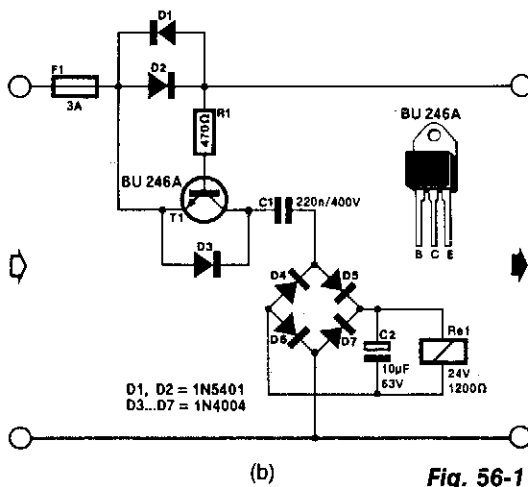 D1
F1
D2
3A
R1
470Ω
BU 246A
BU 246A
T1
C1
220n/400V
D3
B C E
D4
D5
D6
D7
C2
10µF
63V
Re1
24V
1200Ω
D1, D2 = 1N5401
D3...D7 = 1N4004
(b)
Fig. 56-1